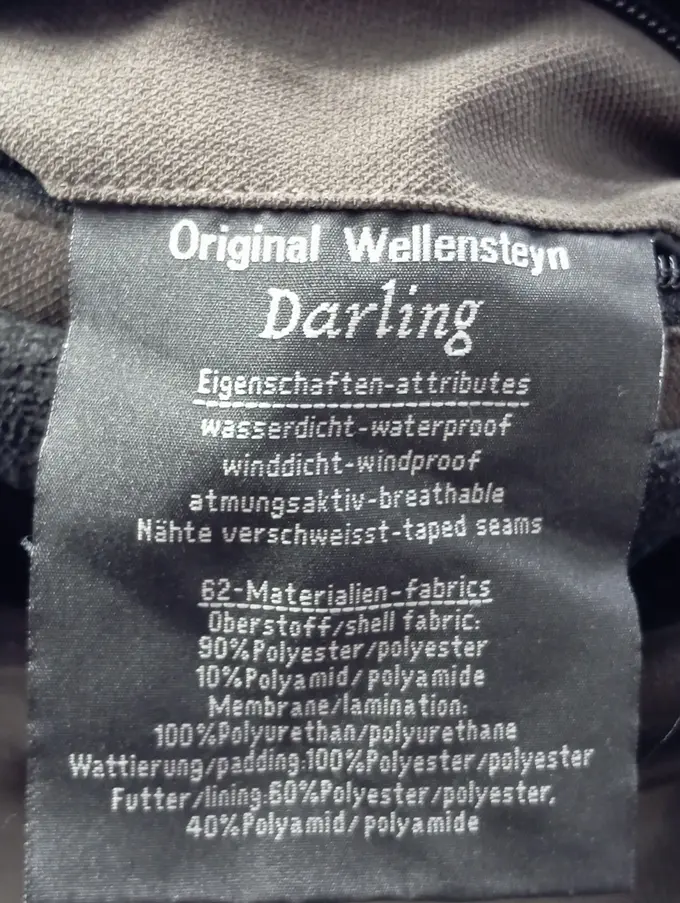 Original Wellensteyn
Darling
Eigenschaften-attributes
wasserdicht-waterproof
winddicht-windproof
atmungsaktiv-breathable
Nähte verschweisst-taped seams
62-Materialien-fabrics
Oberstoff/shell fabric:
90%Polyester/polyester
10%Polyamid/polyamide
Membrane/lamination:
100%Polyurethan/polyurethane
Wattierung/padding:100%Polyester/polyester
Futter/lining:60%Polyester/polyester,
40%Polyamid/polyamide